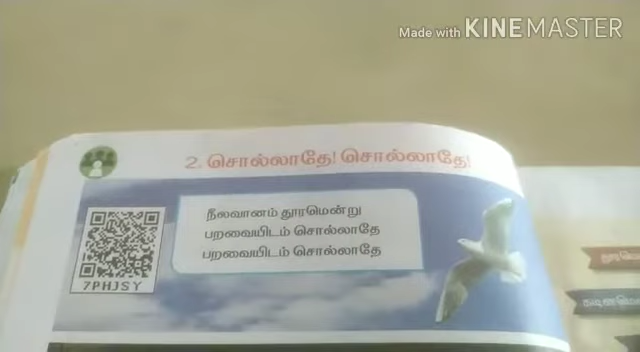 Made with KINEMASTER
2. சொல்லாதே! சொல்லாதே!
நீலவானம் தூரமென்று
பறவையிடம் சொல்லாதே
பறவையிடம் சொல்லாதே
7PHJSY